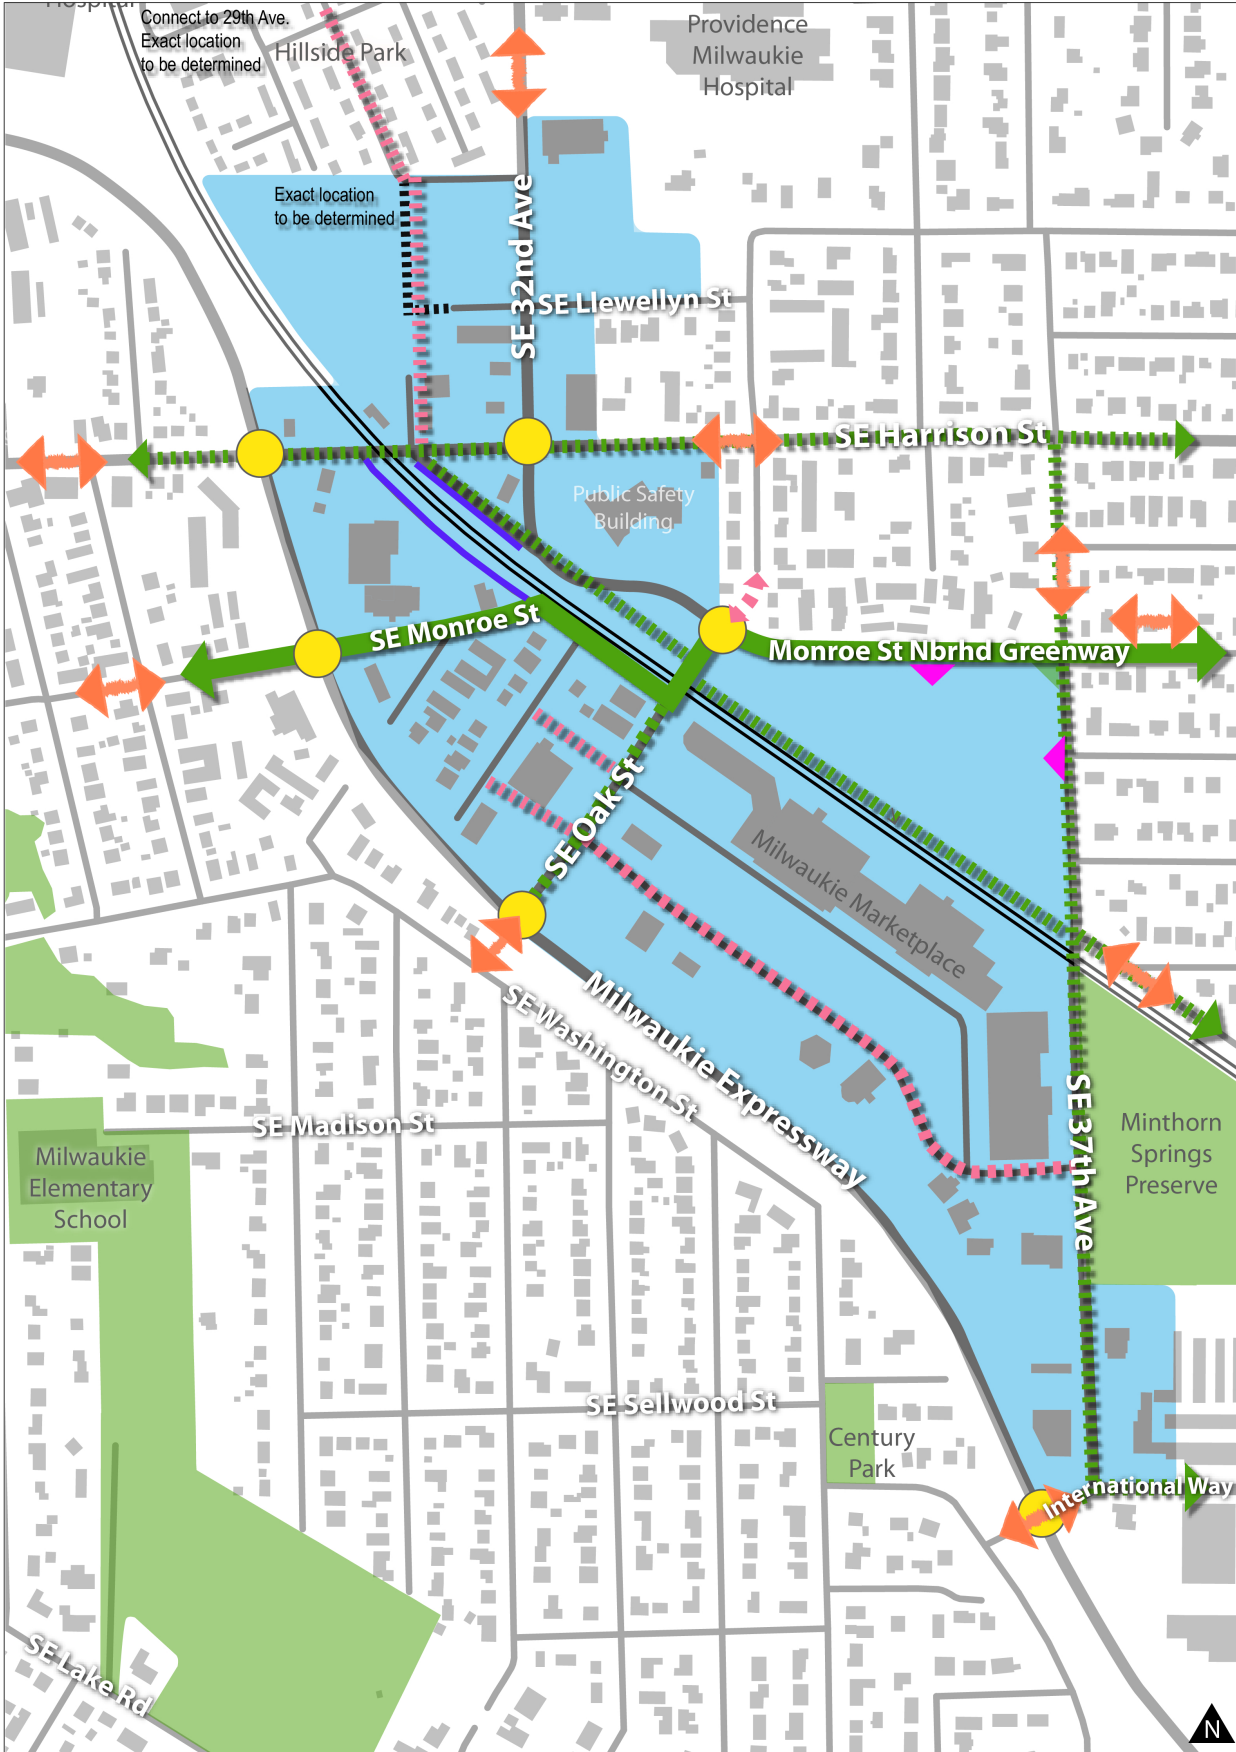 Hospital
Connect to 29th Ave.
Exact location
to be determined
Hillside Park
Providence
Milwaukie
Hospital
Exact location
to be determined
SE 32nd Ave
SE Llewellyn St
SE Harrison St
Public Safety
Building
SE Monroe St
Monroe St Nbrhd Greenway
SE Oak St
Milwaukie Marketplace
Milwaukie Expressway
SE Washington St
SE Madison St
SE 37th Ave
Minthorn
Springs
Preserve
Milwaukie
Elementary
School
SE Sellwood St
Century
Park
International Way
SE Lake Rd
N